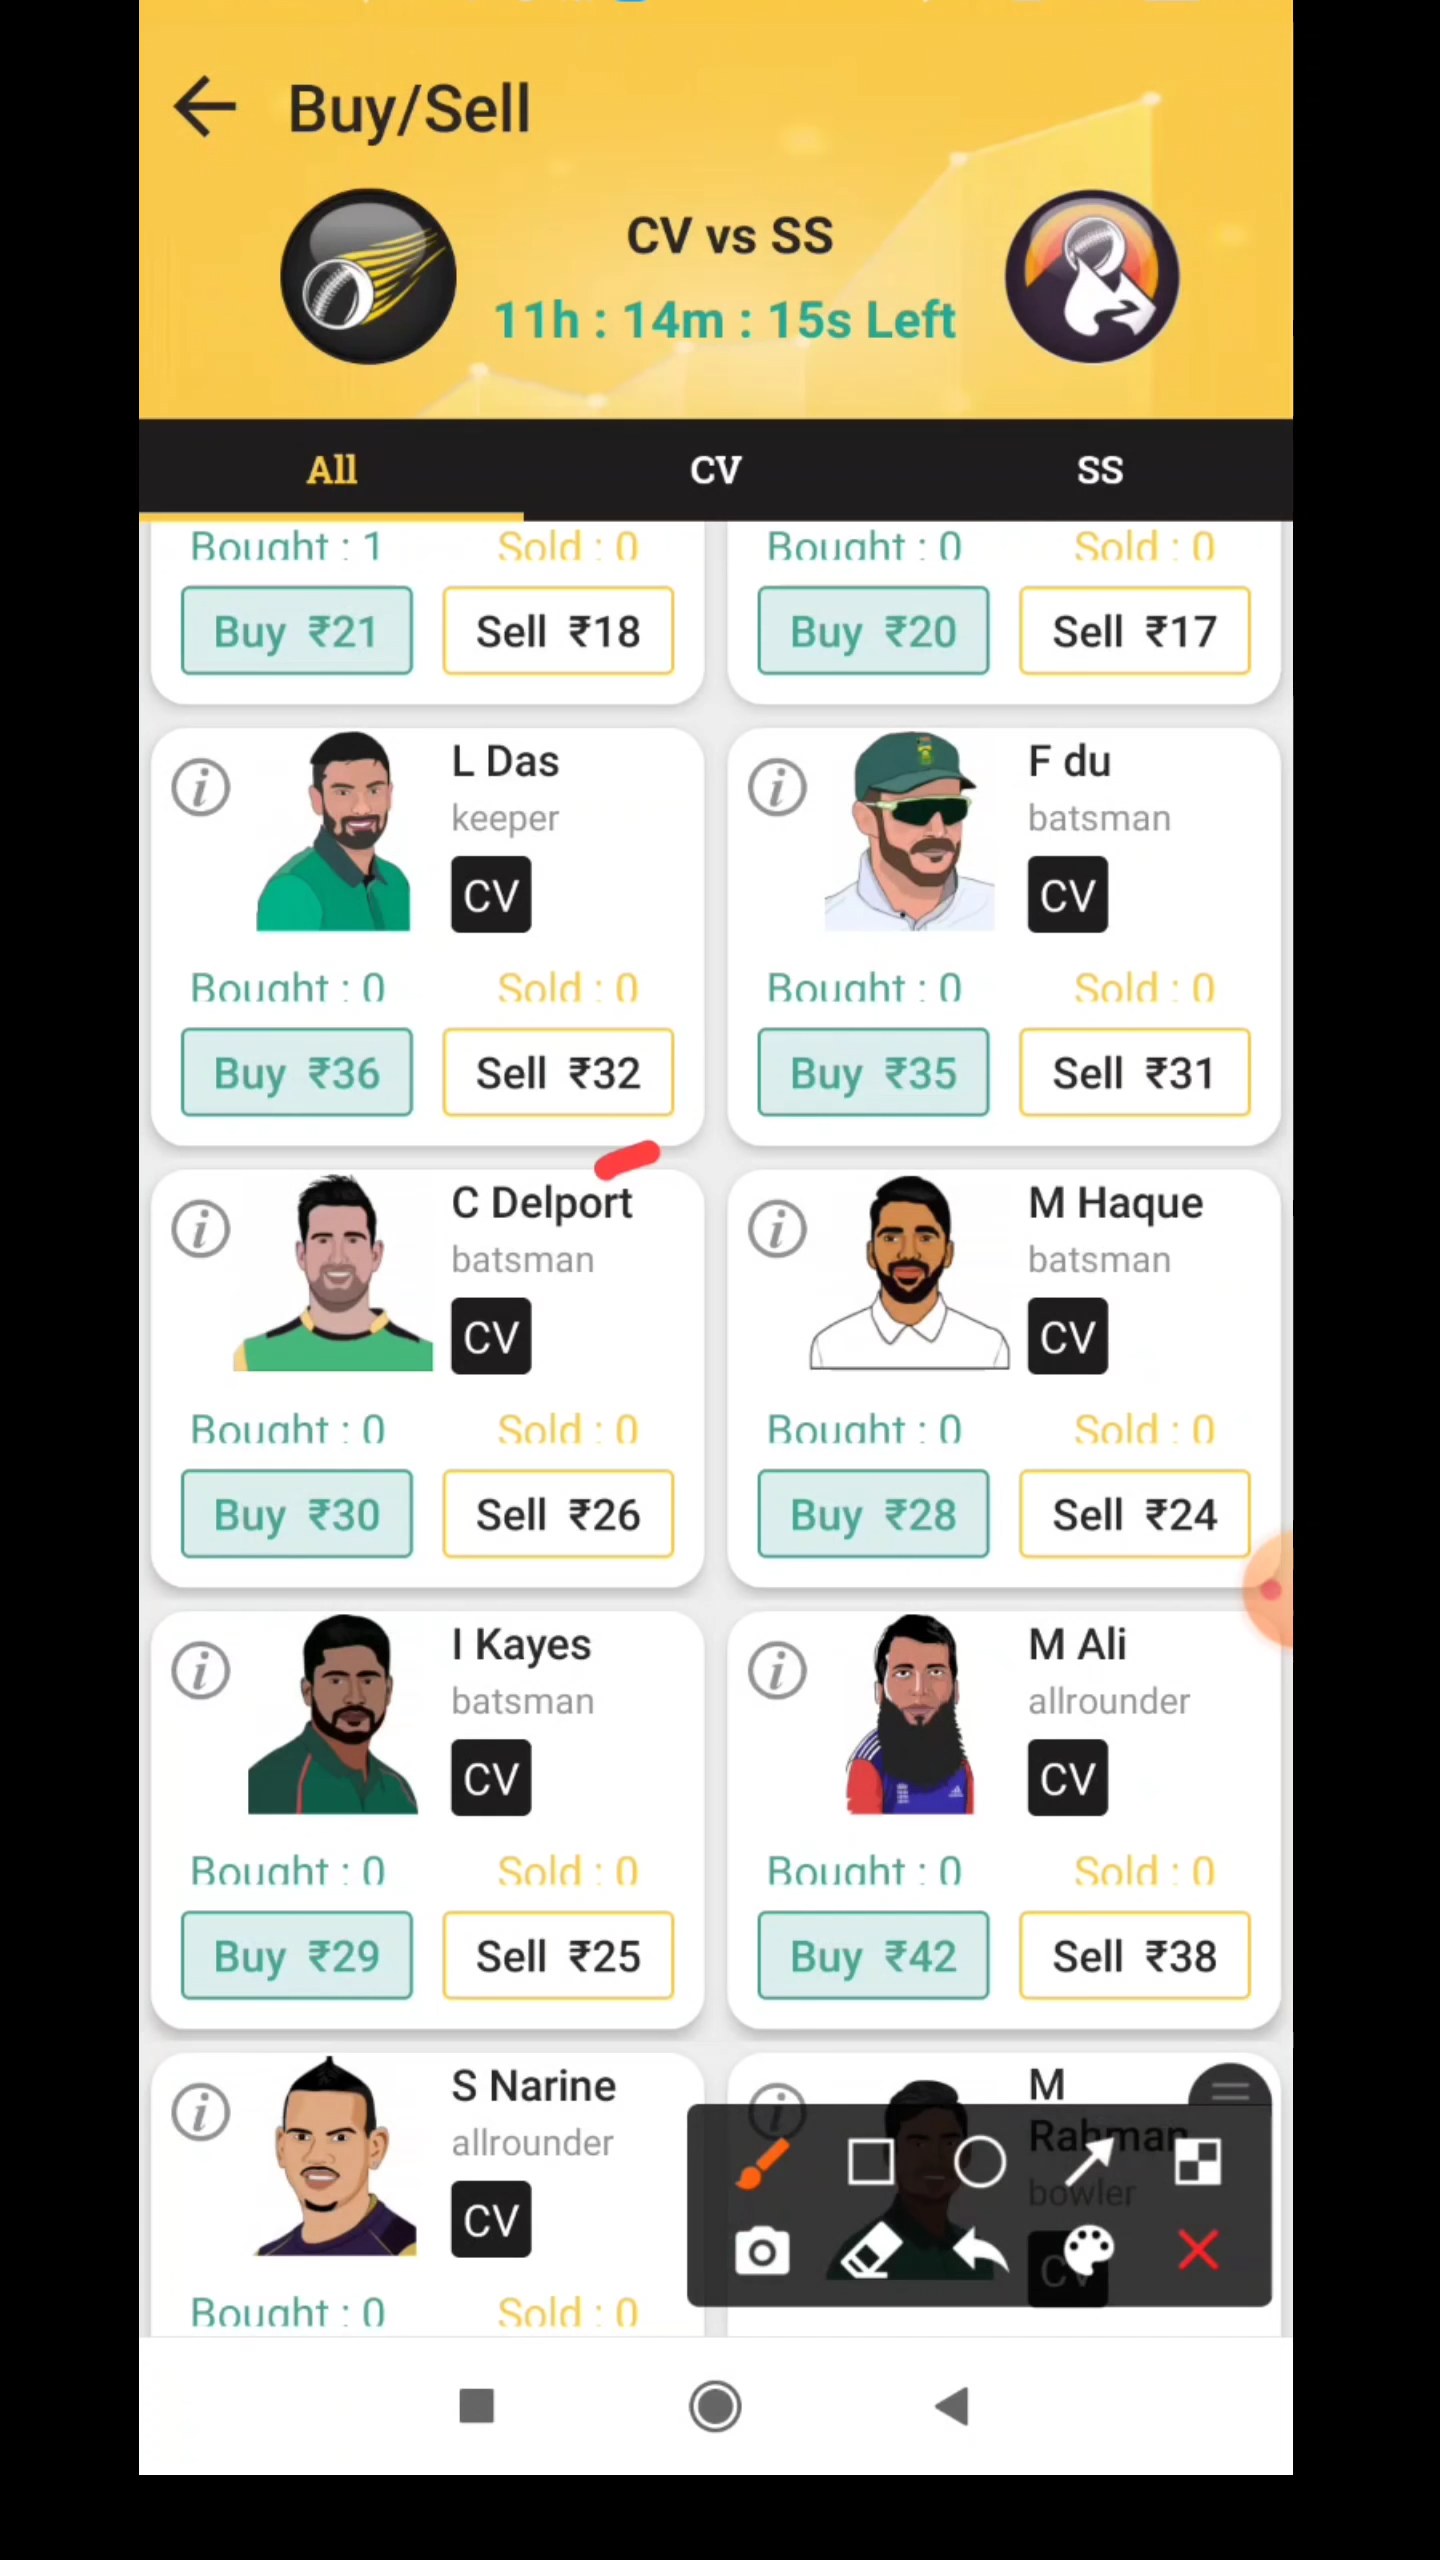 Buy/Sell
CV vs SS
11h : 14m : 15s Left
All CV SS
Bought : 1 Sold : 0 Bought : 0 Sold : 0
Buy ₹21 Sell ₹18 Buy ₹20 Sell ₹17
L Das F du
keeper batsman
CV CV
Bought : 0 Sold : 0 Bought : 0 Sold : 0
Buy ₹36 Sell ₹32 Buy ₹35 Sell ₹31
C Delport M Haque
batsman batsman
CV CV
Bought : 0 Sold : 0 Bought : 0 Sold : 0
Buy ₹30 Sell ₹26 Buy ₹28 Sell ₹24
I Kayes M Ali
batsman allrounder
CV CV
Bought : 0 Sold : 0 Bought : 0 Sold : 0
Buy ₹29 Sell ₹25 Buy ₹42 Sell ₹38
S Narine M
Rahman
allrounder bowler
CV CV
Bought : 0 Sold : 0